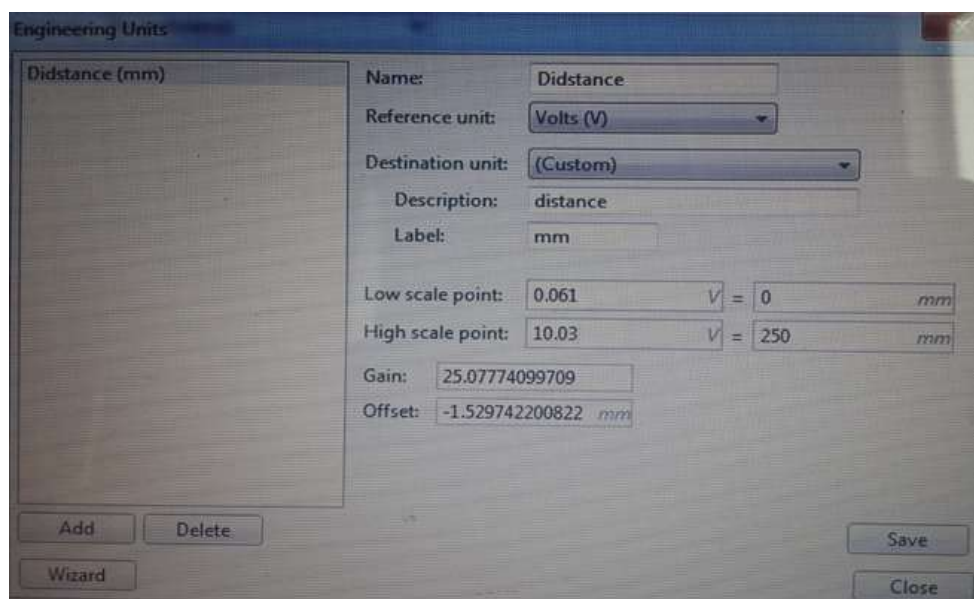 Engineering Units
Didstance (mm)
Name: Didstance
Reference unit: Volts (V)
Destination unit: (Custom)
Description: distance
Label: mm
Low scale point: 0.061 V = 0 mm
High scale point: 10.03 V = 250 mm
Gain: 25.07774099709
Offset: -1.529742200822 mm
Add Delete
Save
Wizard
Close